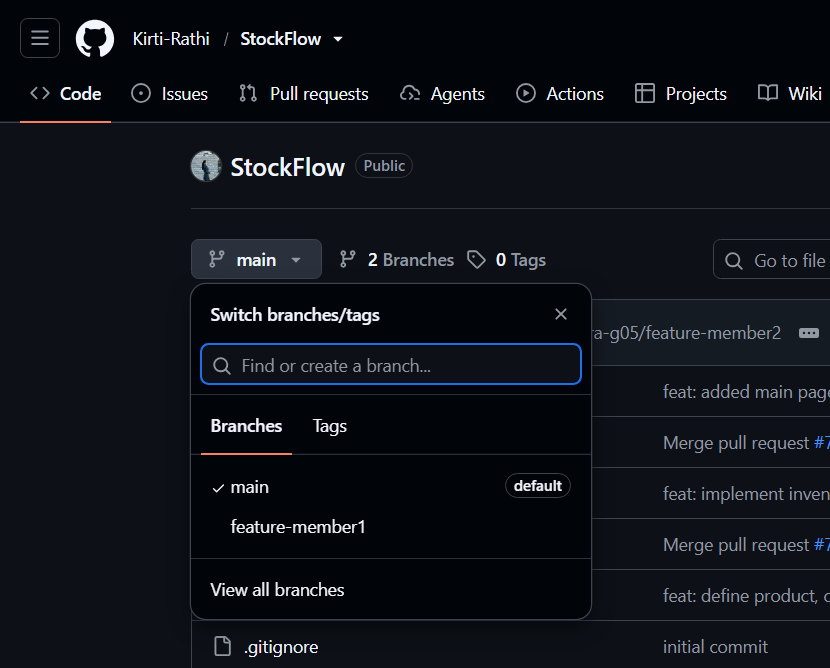 Kirti-Rathi / StockFlow
Code Issues Pull requests Agents Actions Projects Wiki
StockFlow Public
main 2 Branches 0 Tags Go to file
Switch branches/tags
a-g05/feature-member2
Find or create a branch...
feat: added main page
Branches Tags
Merge pull request #7
main default
feat: implement inven
feature-member1
Merge pull request #7
View all branches
feat: define product,
.gitignore initial commit